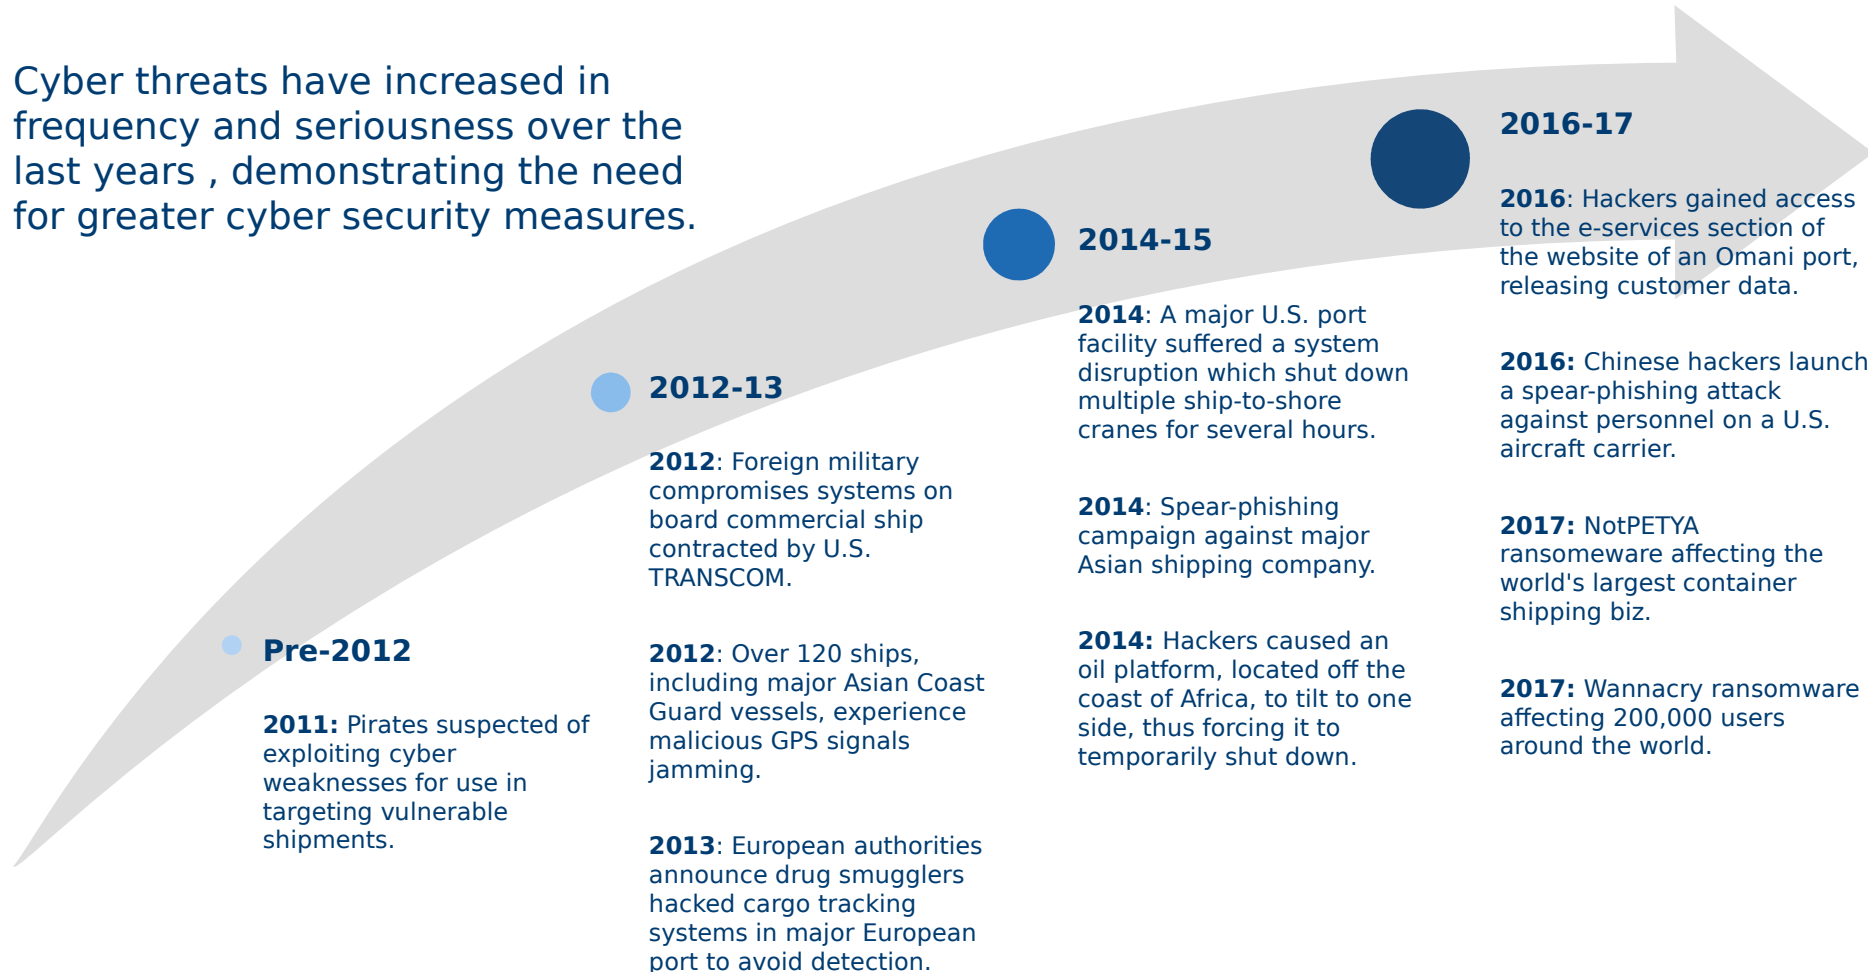 Cyber threats have increased in
frequency and seriousness over the
last years , demonstrating the need
for greater cyber security measures.
Pre-2012
2011: Pirates suspected of
exploiting cyber
weaknesses for use in
targeting vulnerable
shipments.
2012-13
2012: Foreign military
compromises systems on
board commercial ship
contracted by U.S.
TRANSCOM.
2012: Over 120 ships,
including major Asian Coast
Guard vessels, experience
malicious GPS signals
jamming.
2013: European authorities
announce drug smugglers
hacked cargo tracking
systems in major European
port to avoid detection.
2014-15
2014: A major U.S. port
facility suffered a system
disruption which shut down
multiple ship-to-shore
cranes for several hours.
2014: Spear-phishing
campaign against major
Asian shipping company.
2014: Hackers caused an
oil platform, located off the
coast of Africa, to tilt to one
side, thus forcing it to
temporarily shut down.
2016-17
2016: Hackers gained access
to the e-services section of
the website of an Omani port,
releasing customer data.
2016: Chinese hackers launch
a spear-phishing attack
against personnel on a U.S.
aircraft carrier.
2017: NotPETYA
ransomeware affecting the
world's largest container
shipping biz.
2017: Wannacry ransomware
affecting 200,000 users
around the world.